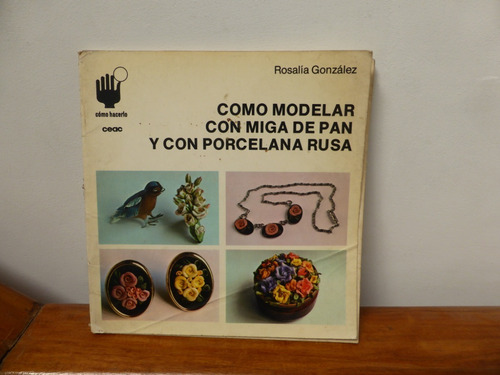 Rosalía González
cómo hacerlo
ceac
COMO MODELAR
CON MIGA DE PAN
Y CON PORCELANA RUSA